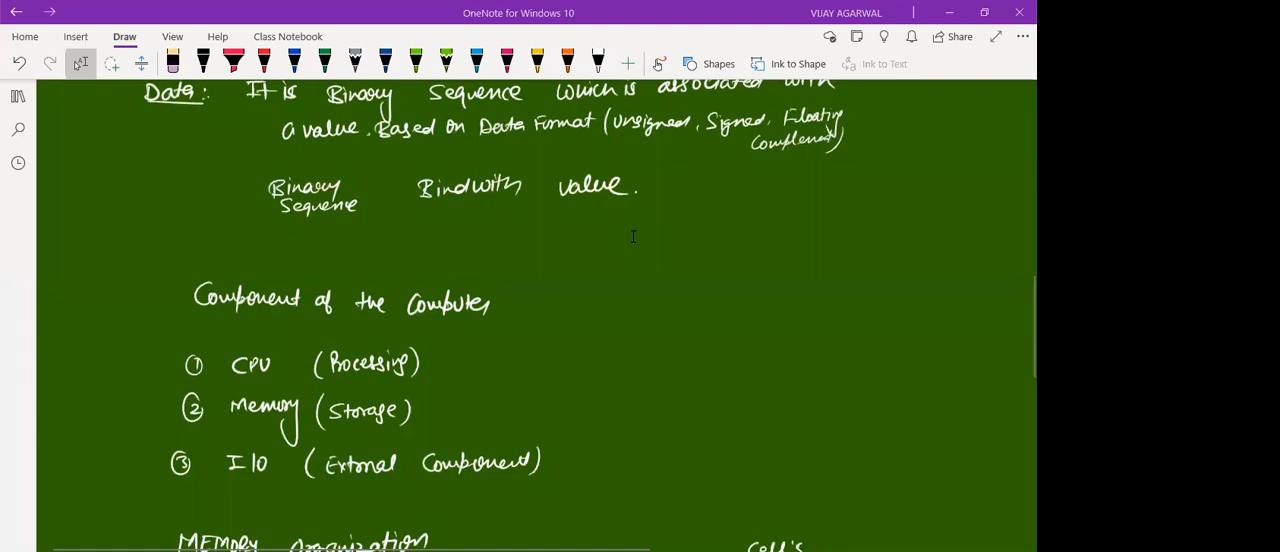 OneNote for Windows 10
VIJAY AGARWAL
Home Insert Draw View Help Class Notebook
Share
Shapes Ink to Shape Ink to Text
Data: It is Binary Sequence which is associated with
a value. Based on Data Format (Unsigned, Signed, Floating
Complement)
Binary Bind with value.
Sequence
Component of the Computer
① CPU (Processing)
② Memory (Storage)
③ I/O (External Component)
MEMORY organization
Cell's